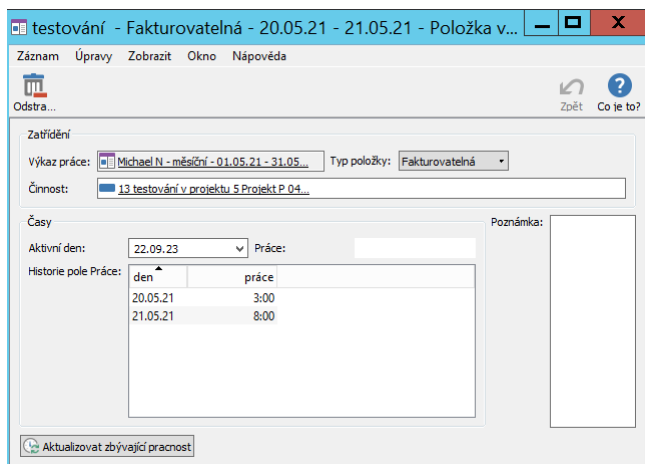 testování - Fakturovatelná - 20.05.21 - 21.05.21 - Položka v...
Záznam Úpravy Zobrazit Okno Nápověda
Odstra... Zpět Co je to?
Zatřídění
Výkaz práce: Michael N - měsíční - 01.05.21 - 31.05... Typ položky: Fakturovatelná
Činnost: 13 testování v projektu 5 Projekt P 04...
Časy Poznámka:
Aktivní den: 22.09.23 Práce:
Historie pole Práce: den práce
20.05.21 3:00
21.05.21 8:00
Aktualizovat zbývající pracnost